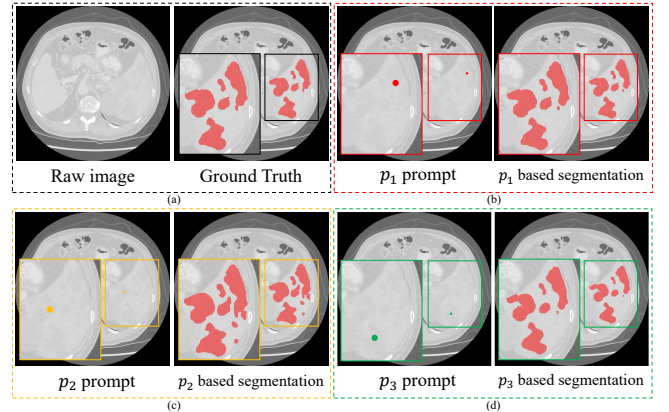 Raw image
Ground Truth
(a)
p₁ prompt
p₁ based segmentation
(b)
p₂ prompt
p₂ based segmentation
(c)
p₃ prompt
p₃ based segmentation
(d)